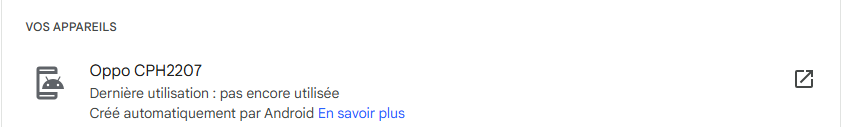 VOS APPAREILS
Oppo CPH2207
Dernière utilisation : pas encore utilisée
Créé automatiquement par Android En savoir plus